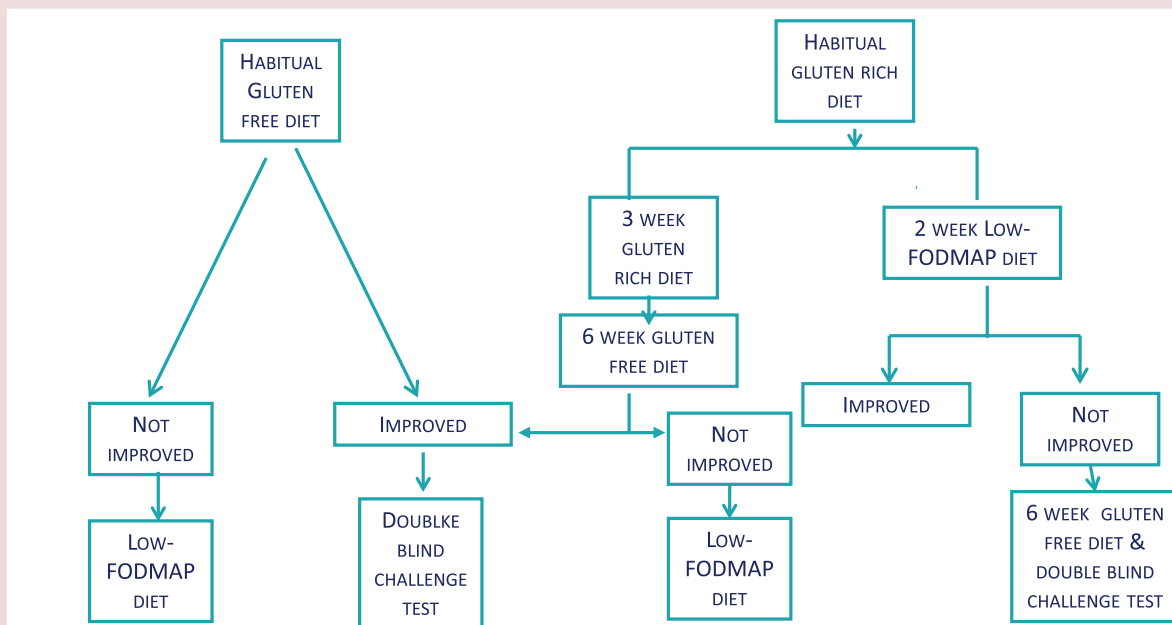 Habitual
Gluten
free diet
Habitual
gluten rich
diet
3 week
gluten
rich diet
2 week Low-
FODMAP diet
6 week gluten
free diet
Not
improved
Improved
Not
improved
Improved
Not
improved
Low-
FODMAP
diet
Doublke
blind
challenge
test
Low-
FODMAP
diet
6 week gluten
free diet &
double blind
challenge test